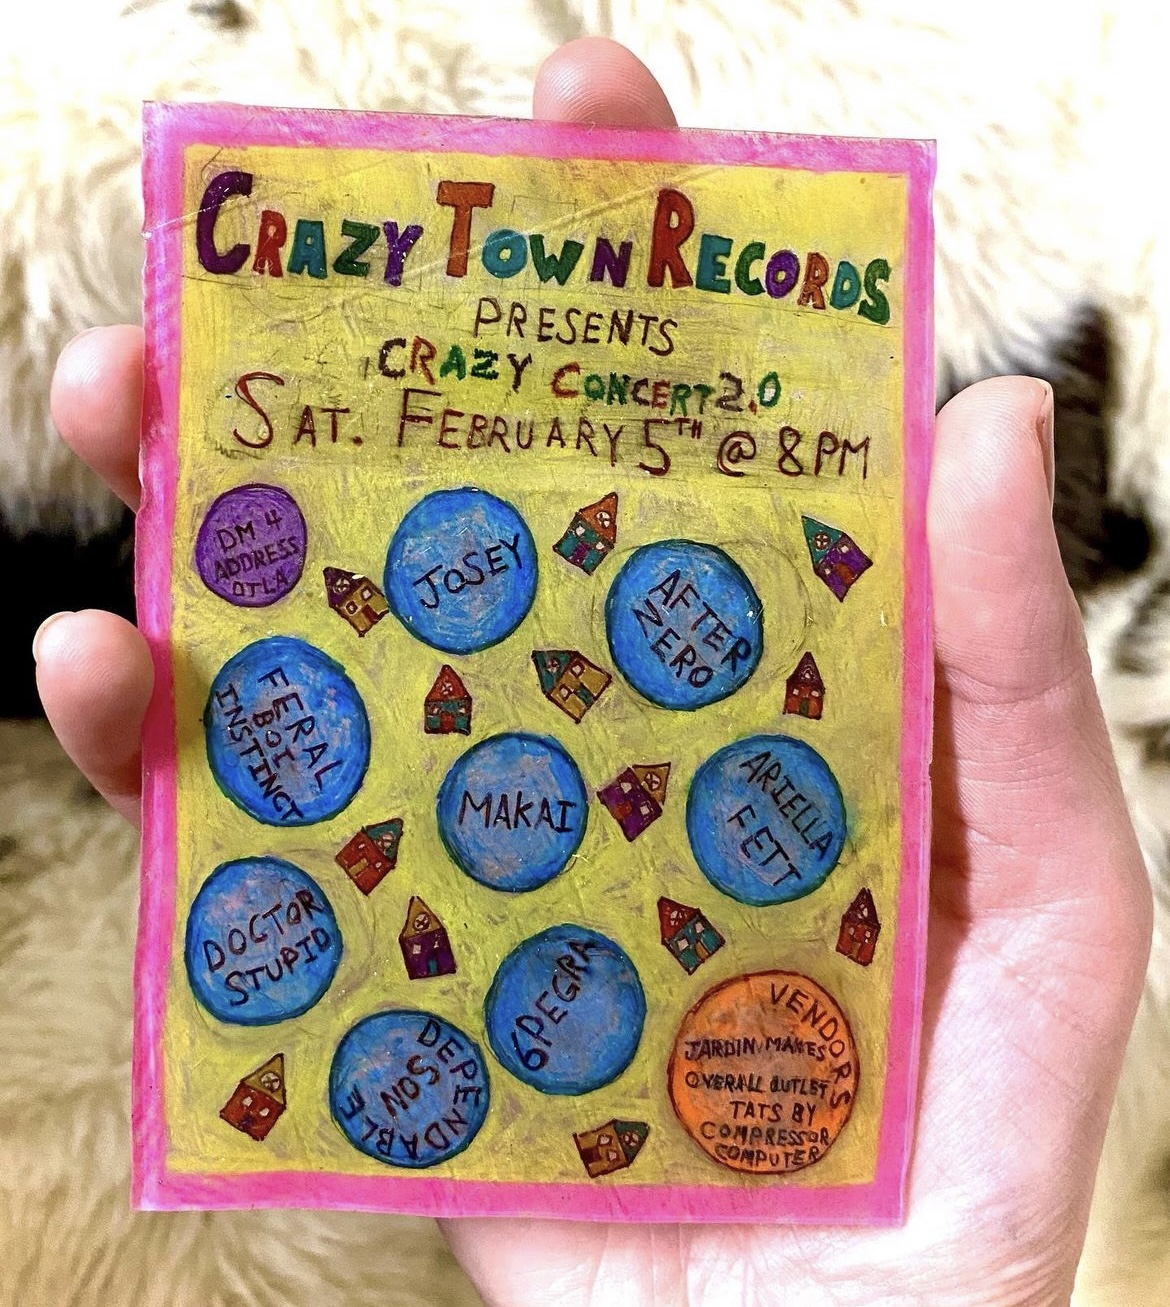 CRAZY TOWN RECORDS
PRESENTS
CRAZY CONCERT 2.0
SAT. FEBRUARY 5TH @ 8PM
DM 4
ADDRESS
DTLA
JOSEY
AFTER
ZERO
FERAL
BOI
INSTINCT
MAKAI
ARIELLA
FETT
DOCTOR
STUPID
6PEGRA
DEPENDABLE
SON
VENDORS
JARDIN MAKES
OVERALL OUTLET
TATS BY
COMPRESSOR
COMPUTER